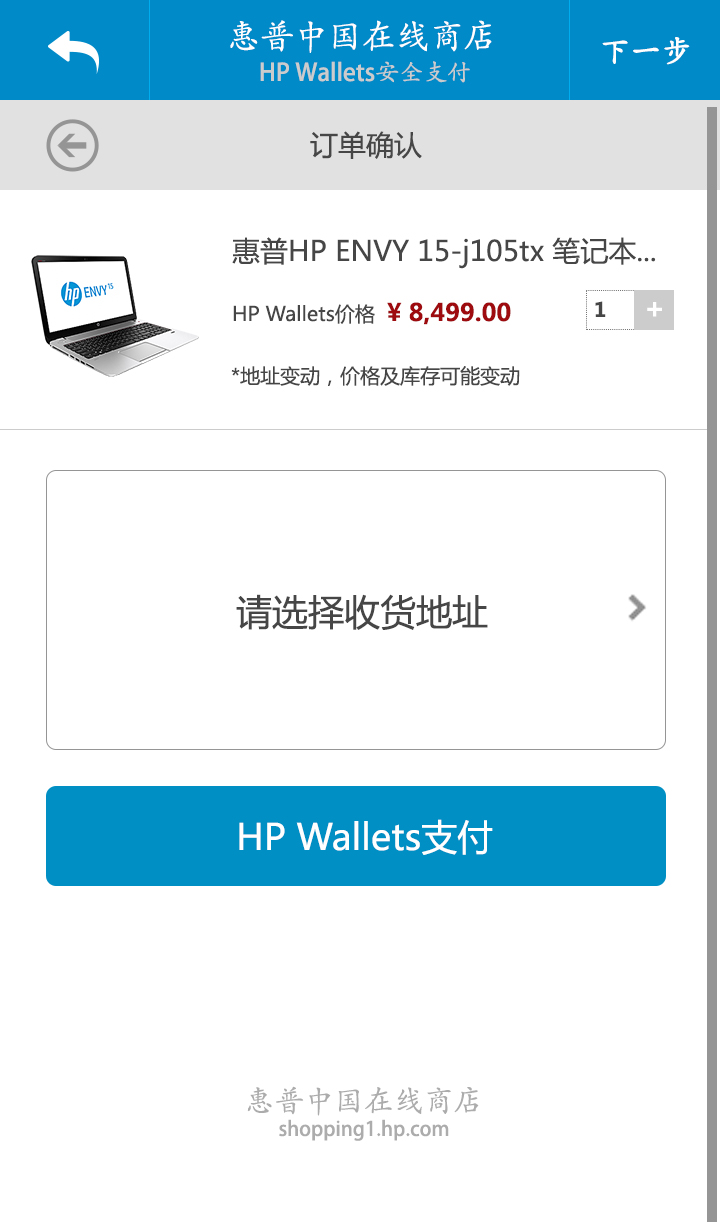 惠普中国在线商店
HP Wallets安全支付
下一步
订单确认
hp ENVY 15
惠普HP ENVY 15-j105tx 笔记本...
HP Wallets价格 ¥ 8,499.00
1 +
*地址变动，价格及库存可能变动
请选择收货地址
HP Wallets支付
惠普中国在线商店
shopping1.hp.com